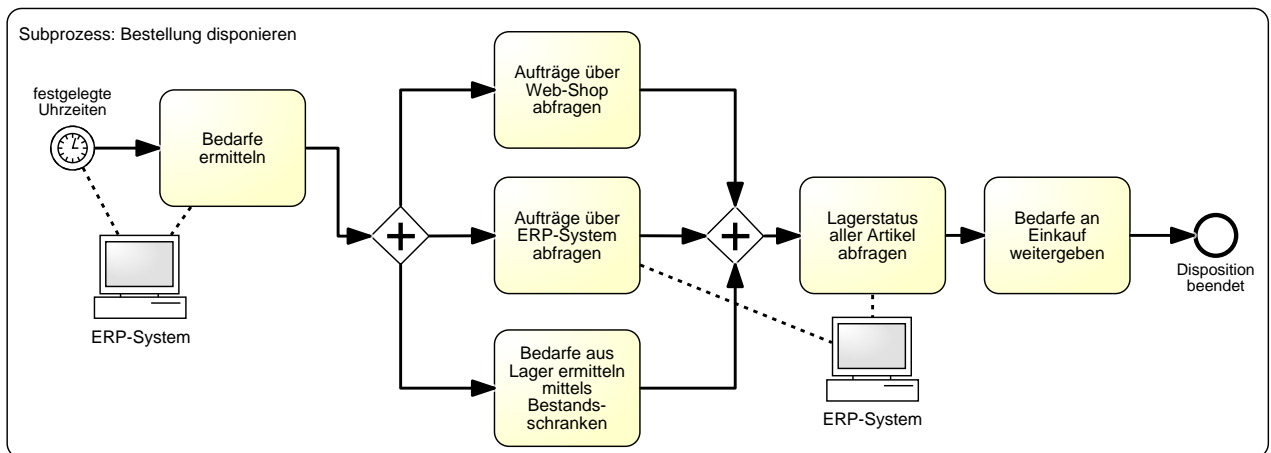 Subprozess: Bestellung disponieren
festgelegte
Uhrzeiten
Bedarfe
ermitteln
ERP-System
Aufträge über
Web-Shop
abfragen
Aufträge über
ERP-System
abfragen
Bedarfe aus
Lager ermitteln
mittels
Bestands-
schranken
Lagerstatus
aller Artikel
abfragen
ERP-System
Bedarfe an
Einkauf
weitergeben
Disposition
beendet